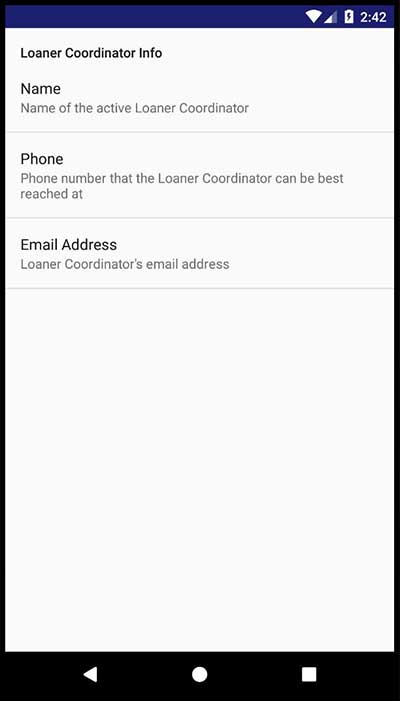 2:42
Loaner Coordinator Info
Name
Name of the active Loaner Coordinator
Phone
Phone number that the Loaner Coordinator can be best
reached at
Email Address
Loaner Coordinator's email address